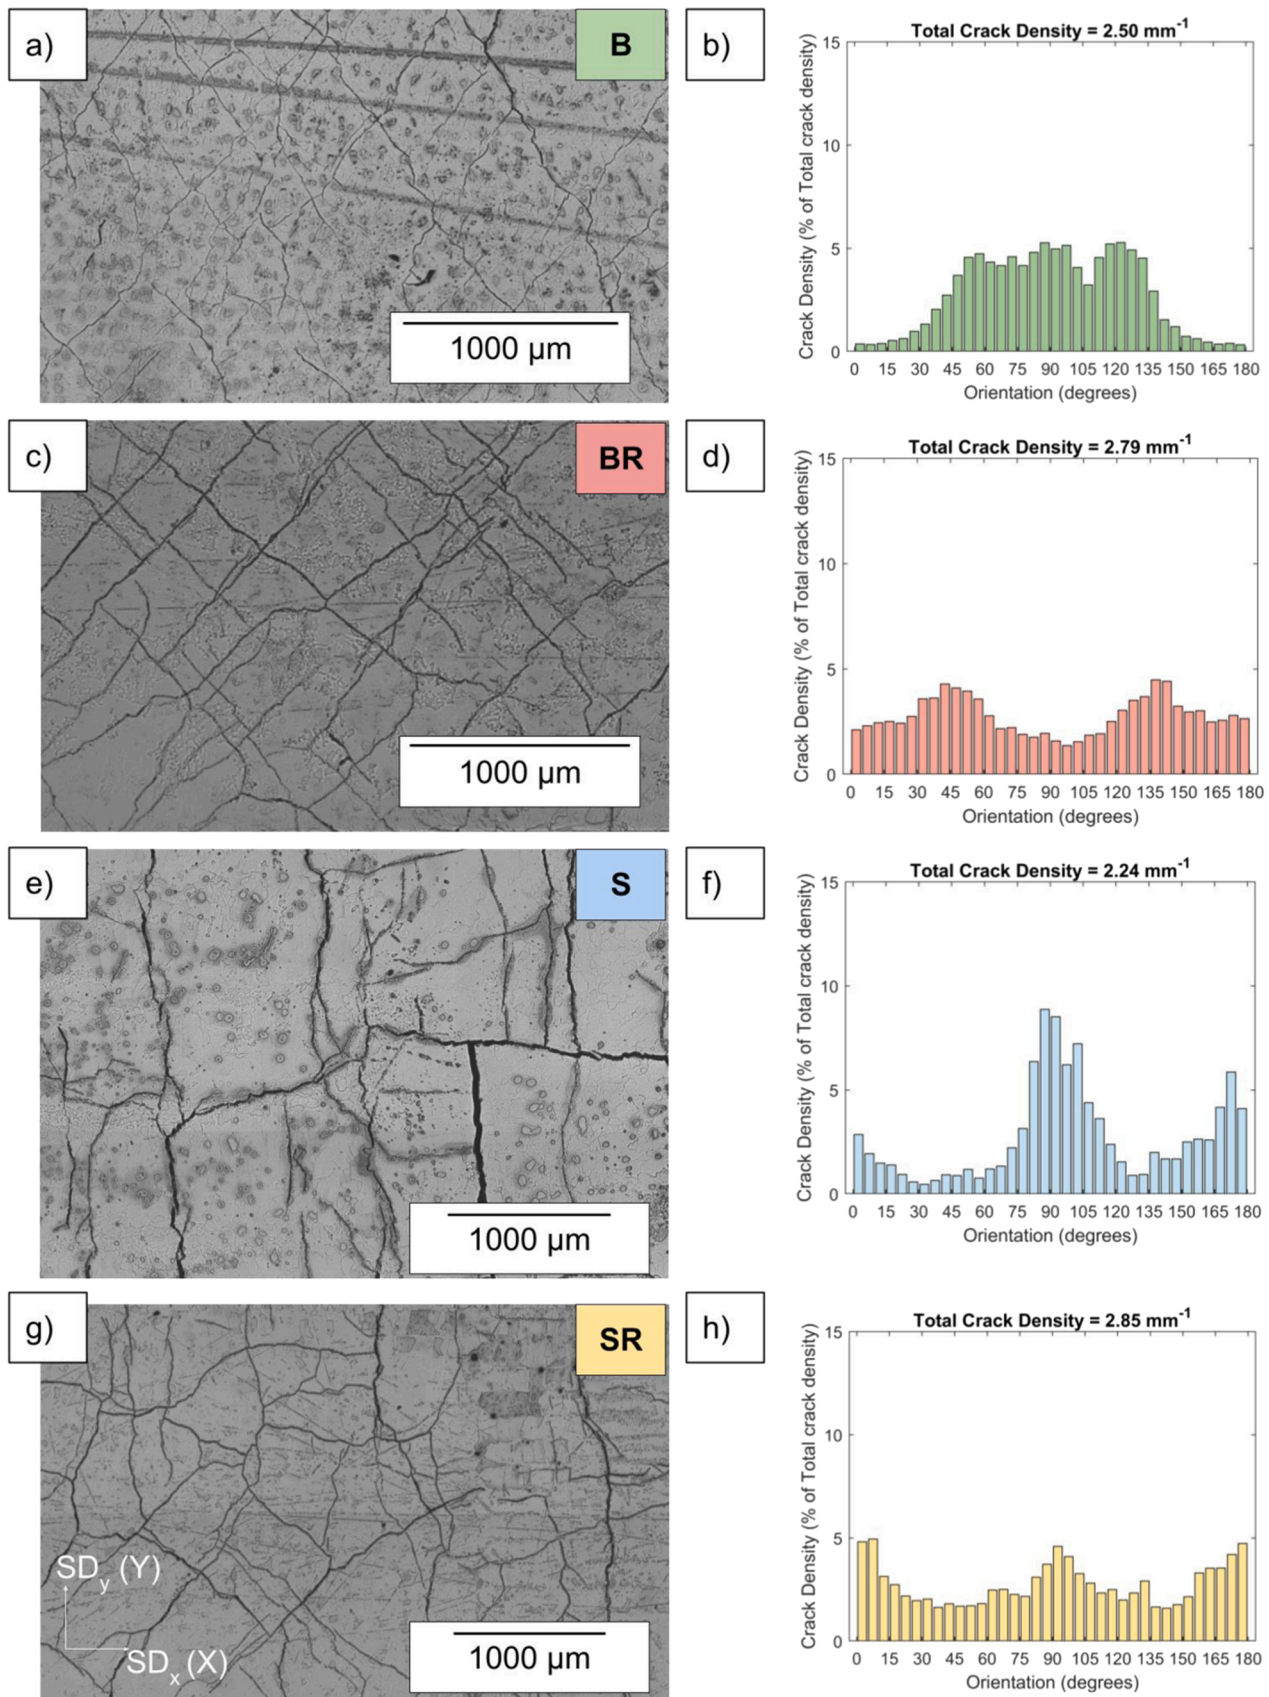 a)
B
1000 µm
b)
Total Crack Density = 2.50 mm⁻¹
Crack Density (% of Total crack density)
15
10
5
0
0 15 30 45 60 75 90 105 120 135 150 165 180
Orientation (degrees)
c)
BR
1000 µm
d)
Total Crack Density = 2.79 mm⁻¹
Crack Density (% of Total crack density)
15
10
5
0
0 15 30 45 60 75 90 105 120 135 150 165 180
Orientation (degrees)
e)
S
1000 µm
f)
Total Crack Density = 2.24 mm⁻¹
Crack Density (% of Total crack density)
15
10
5
0
0 15 30 45 60 75 90 105 120 135 150 165 180
Orientation (degrees)
g)
SR
SDy (Y)
SDx (X)
1000 µm
h)
Total Crack Density = 2.85 mm⁻¹
Crack Density (% of Total crack density)
15
10
5
0
0 15 30 45 60 75 90 105 120 135 150 165 180
Orientation (degrees)